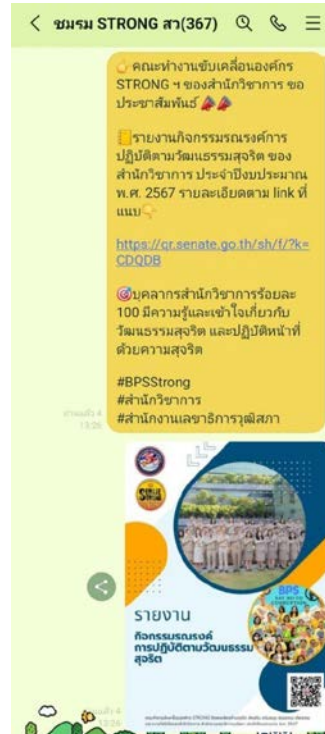 ชมรม STRONG สว(367)
👉คณะทำงานขับเคลื่อนองค์กร
STRONG ฯ ของสำนักวิชาการ ขอ
ประชาสัมพันธ์ 📣📣
📒รายงานกิจกรรมรณรงค์การ
ปฏิบัติตามวัฒนธรรมสุจริต ของ
สำนักวิชาการ ประจำปีงบประมาณ
พ.ศ. 2567 รายละเอียดตาม link ที่
แนบ👇
https://qr.senate.go.th/sh/f/?k=
CDQDB
🎯บุคลากรสำนักวิชาการร้อยละ
100 มีความรู้และเข้าใจเกี่ยวกับ
วัฒนธรรมสุจริต และปฏิบัติหน้าที่
ด้วยความสุจริต
#BPSStrong
#สำนักวิชาการ
#สำนักงานเลขาธิการวุฒิสภา
อ่านแล้ว 4
13:26
STRONG
BPS
รายงาน
กิจกรรมรณรงค์
การปฏิบัติตามวัฒนธรรม
สุจริต
อ่านแล้ว 4
13:26